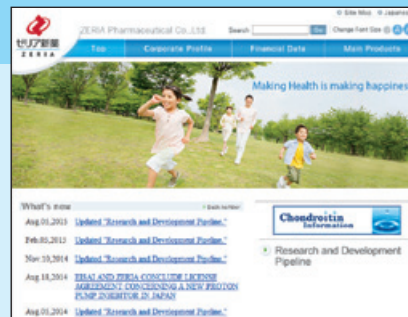 Site Map Japanese
ゼリア新薬
ZERIA
ZERIA Pharmaceutical Co.,Ltd.
Search
Go
Change Font Size
Top
Corporate Profile
Financial Data
Main Products
Making Health is making happines
What's new
Back No.
Aug.01,2015 Updated "Research and Development Pipeline."
Feb.05,2015 Updated "Research and Development Pipeline."
Nov.10,2014 Updated "Research and Development Pipeline."
Aug.18,2014 EISAI AND ZERIA CONCLUDE LICENSE
AGREEMENT CONCERNING A NEW PROTON
PUMP INHIBITOR IN JAPAN
Aug.01,2014 Updated "Research and Development Pipeline."
Chondroitin
Information
Research and Development
Pipeline